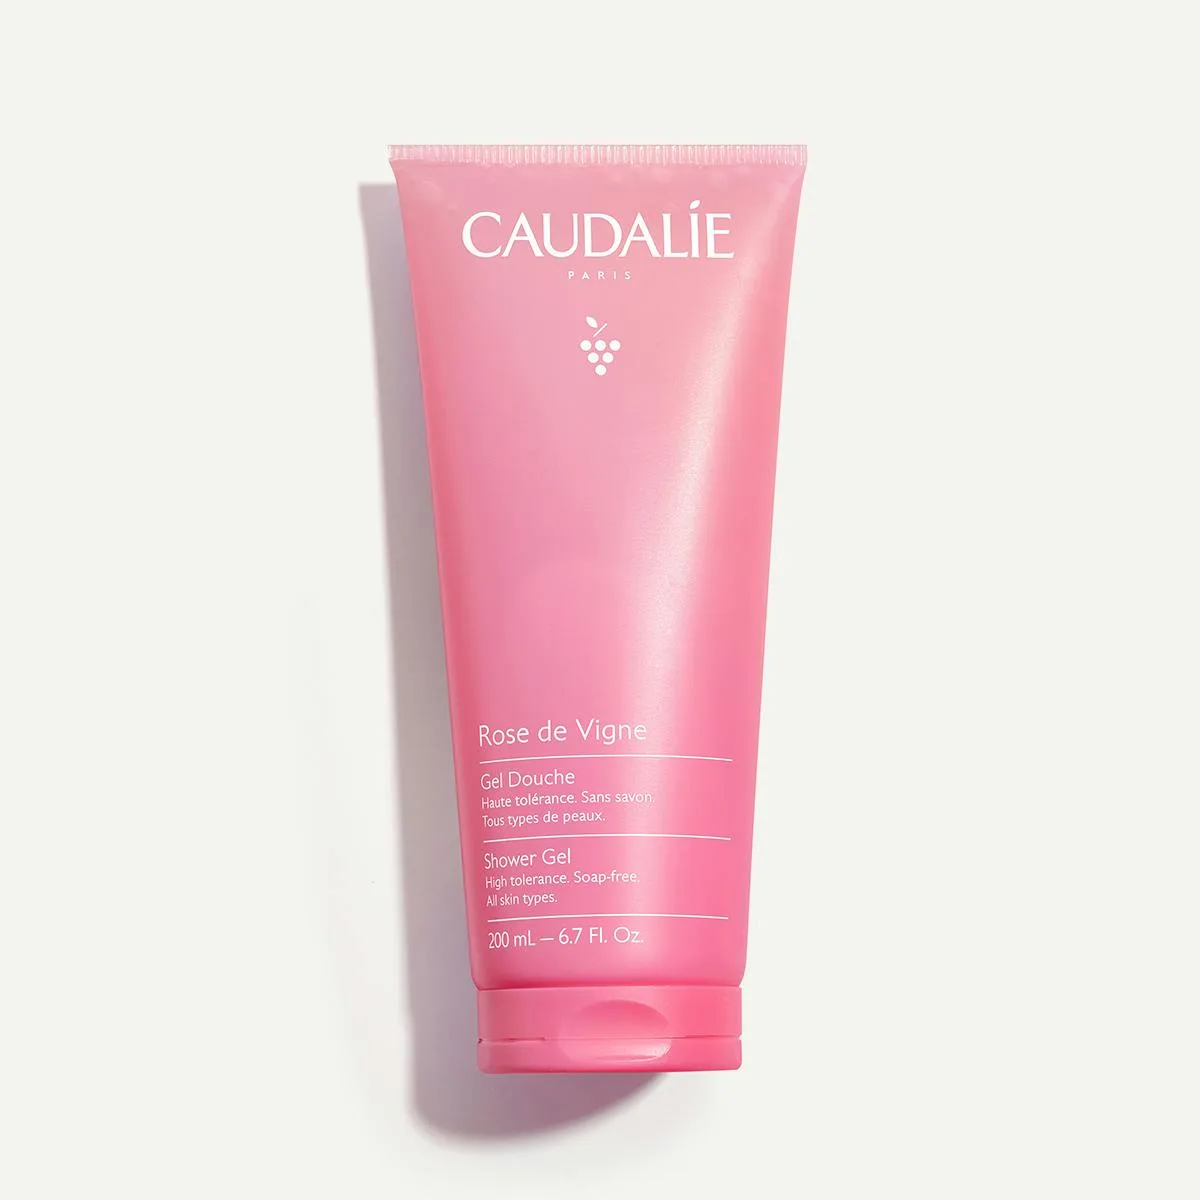 CAUDALÍE
PARIS
Rose de Vigne
Gel Douche
Haute tolérance. Sans savon.
Tous types de peaux.
Shower Gel
High tolerance. Soap-free.
All skin types.
200 mL – 6.7 Fl. Oz.